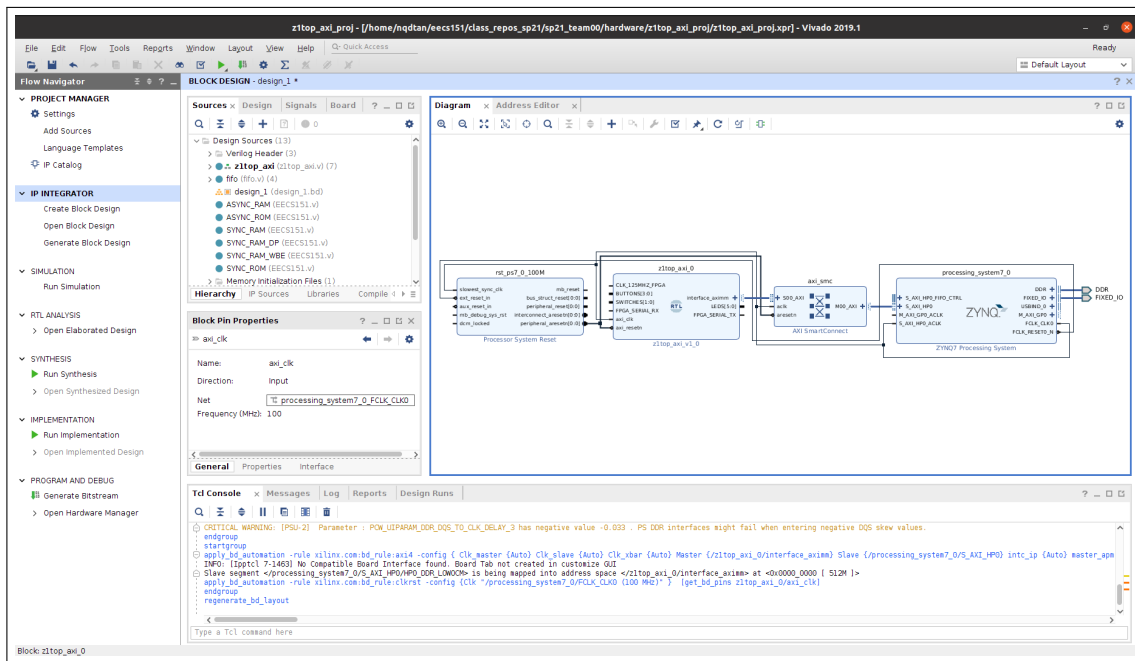 z1top_axi_proj - [/home/nqdtan/eecs151/class_repos_sp21/sp21_team00/hardware/z1top_axi_proj/z1top_axi_proj.xpr] - Vivado 2019.1
File Edit Flow Tools Reports Window Layout View Help Quick Access Ready
Default Layout
Flow Navigator
BLOCK DESIGN - design_1 *
PROJECT MANAGER
Settings
Add Sources
Language Templates
IP Catalog
IP INTEGRATOR
Create Block Design
Open Block Design
Generate Block Design
SIMULATION
Run Simulation
RTL ANALYSIS
Open Elaborated Design
SYNTHESIS
Run Synthesis
Open Synthesized Design
IMPLEMENTATION
Run Implementation
Open Implemented Design
PROGRAM AND DEBUG
Generate Bitstream
Open Hardware Manager
Sources Design Signals Board
0
Design Sources (13)
Verilog Header (3)
z1top_axi (z1top_axi.v) (7)
fifo (fifo.v) (4)
design_1 (design_1.bd)
ASYNC_RAM (EECS151.v)
ASYNC_ROM (EECS151.v)
SYNC_RAM (EECS151.v)
SYNC_RAM_DP (EECS151.v)
SYNC_RAM_WBE (EECS151.v)
SYNC_ROM (EECS151.v)
Memory Initialization Files (1)
Hierarchy IP Sources Libraries Compile
Block Pin Properties
axi_clk
Name: axi_clk
Direction: Input
Net processing_system7_0_FCLK_CLK0
Frequency (MHz): 100
General Properties Interface
Diagram Address Editor
rst_ps7_0_100M
slowest_sync_clk mb_reset
ext_reset_in bus_struct_reset[0:0]
aux_reset_in peripheral_reset[0:0]
mb_debug_sys_rst interconnect_aresetn[0:0]
dcm_locked peripheral_aresetn[0:0]
Processor System Reset
z1top_axi_0
CLK_125MHZ_FPGA
BUTTONS[3:0] interface_aximm
SWITCHES[1:0] RTL LEDS[5:0]
FPGA_SERIAL_RX FPGA_SERIAL_TX
axi_clk
axi_resetn
z1top_axi_v1_0
axi_smc
S00_AXI
aclk M00_AXI
aresetn
AXI SmartConnect
processing_system7_0
DDR
S_AXI_HP0_FIFO_CTRL FIXED_IO
S_AXI_HP0 USBIND_0
M_AXI_GP0_ACLK ZYNQ M_AXI_GP0
S_AXI_HP0_ACLK FCLK_CLK0
FCLK_RESET0_N
ZYNQ7 Processing System
DDR
FIXED_IO
Tcl Console Messages Log Reports Design Runs
CRITICAL WARNING: [PSU-2] Parameter : PCW_UIPARAM_DDR_DQS_TO_CLK_DELAY_3 has negative value -0.033 . PS DDR interfaces might fail when entering negative DQS skew values.
endgroup
startgroup
apply_bd_automation -rule xilinx.com:bd_rule:axi4 -config { Clk_master {Auto} Clk_slave {Auto} Clk_xbar {Auto} Master {/z1top_axi_0/interface_aximm} Slave {/processing_system7_0/S_AXI_HP0} intc_ip {Auto} master_apm
INFO: [Ipptcl 7-1463] No Compatible Board Interface found. Board Tab not created in customize GUI
Slave segment </processing_system7_0/S_AXI_HP0/HP0_DDR_LOWOCM> is being mapped into address space </z1top_axi_0/interface_aximm> at <0x0000_0000 [ 512M ]>
apply_bd_automation -rule xilinx.com:bd_rule:clkrst -config {Clk "/processing_system7_0/FCLK_CLK0 (100 MHz)" } [get_bd_pins z1top_axi_0/axi_clk]
endgroup
regenerate_bd_layout
Type a Tcl command here
Block: z1top_axi_0